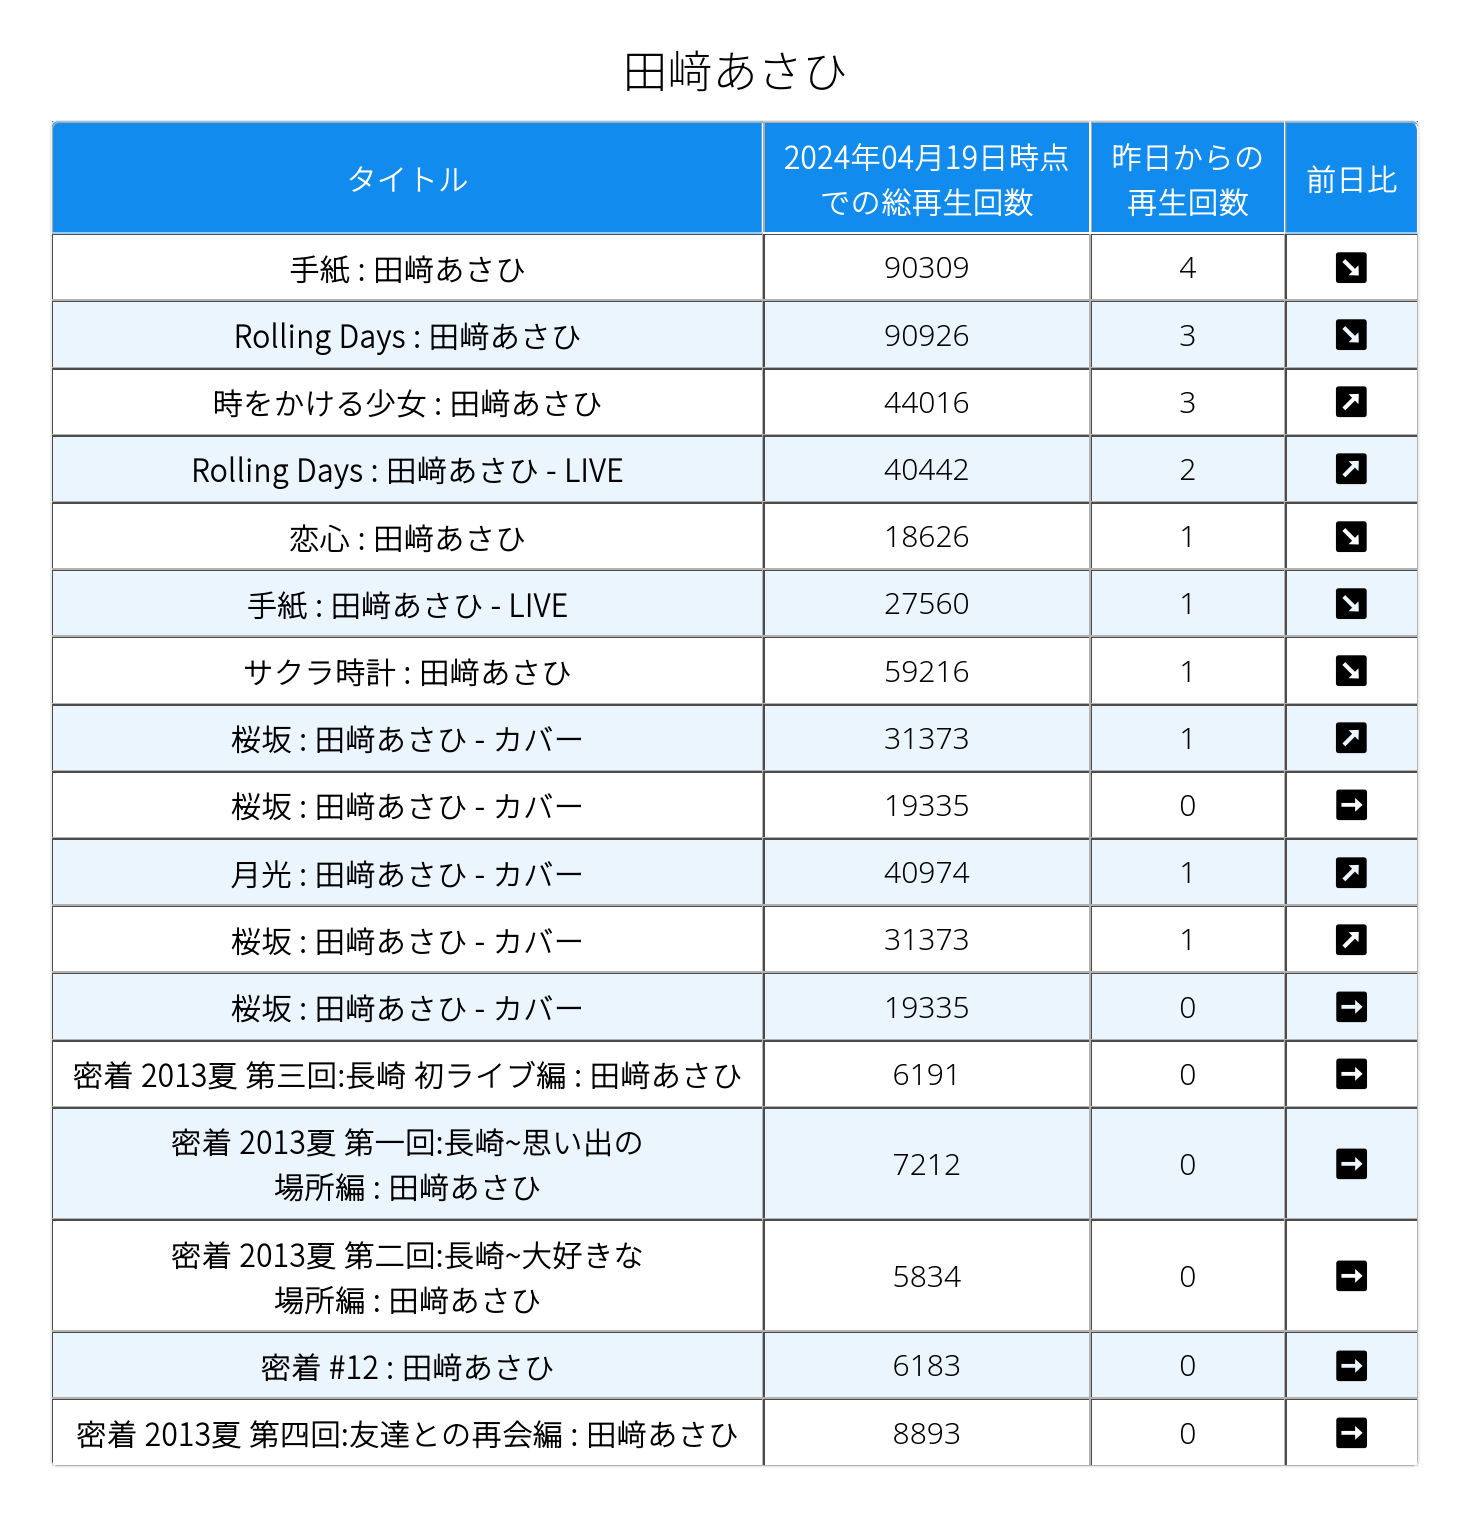 田﨑あさひ
タイトル
2024年04月19日時点
での総再生回数
昨日からの
再生回数
前日比
手紙 : 田﨑あさひ 90309 4 ↘
Rolling Days : 田﨑あさひ 90926 3 ↘
時をかける少女 : 田﨑あさひ 44016 3 ↗
Rolling Days : 田﨑あさひ - LIVE 40442 2 ↗
恋心 : 田﨑あさひ 18626 1 ↘
手紙 : 田﨑あさひ - LIVE 27560 1 ↘
サクラ時計 : 田﨑あさひ 59216 1 ↘
桜坂 : 田﨑あさひ - カバー 31373 1 ↗
桜坂 : 田﨑あさひ - カバー 19335 0 →
月光 : 田﨑あさひ - カバー 40974 1 ↗
桜坂 : 田﨑あさひ - カバー 31373 1 ↗
桜坂 : 田﨑あさひ - カバー 19335 0 →
密着 2013夏 第三回:長崎 初ライブ編 : 田﨑あさひ 6191 0 →
密着 2013夏 第一回:長崎~思い出の
場所編 : 田﨑あさひ 7212 0 →
密着 2013夏 第二回:長崎~大好きな
場所編 : 田﨑あさひ 5834 0 →
密着 #12 : 田﨑あさひ 6183 0 →
密着 2013夏 第四回:友達との再会編 : 田﨑あさひ 8893 0 →